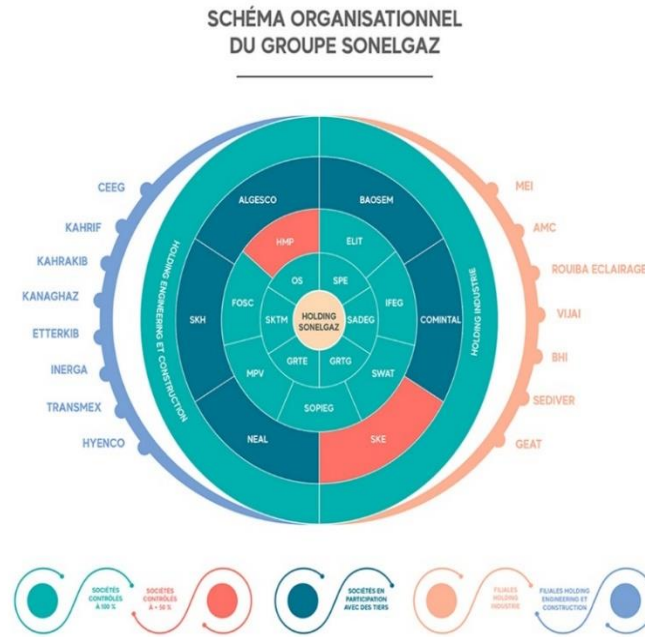 SCHÉMA ORGANISATIONNEL
DU GROUPE SONELGAZ
CEEG
KAHRIF
KAHRAKIB
KANAGHAZ
ETTERKIB
INERGA
TRANSMEX
HYENCO
HOLDING ENGINEERING ET CONSTRUCTION
ALGESCO
BAOSEM
HMP
ELIT
OS
SPE
FOSC
IFEG
SKH
SKTM
HOLDING
SONELGAZ
SADEG
COMINTAL
GRTE
GRTG
MPV
SWAT
SOPIEG
NEAL
SKE
HOLDING INDUSTRIE
MEI
AMC
ROUIBA ECLAIRAGE
VIJAI
BHI
SEDIVER
GEAT
SOCIÉTÉS
CONTRÔLÉS
À 100 %
SOCIÉTÉS
CONTRÔLÉS
À + 50 %
SOCIÉTÉS EN
PARTICIPATION
AVEC DES TIERS
FILIALES
HOLDING
INDUSTRIE
FILIALES HOLDING
ENGINEERING ET
CONSTRUCTION